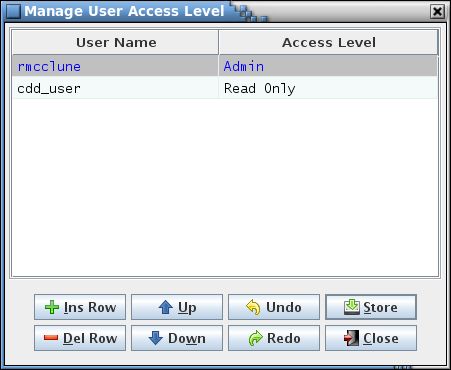 Manage User Access Level
User Name Access Level
rmcclune Admin
cdd_user Read Only
Ins Row Up Undo Store
Del Row Down Redo Close